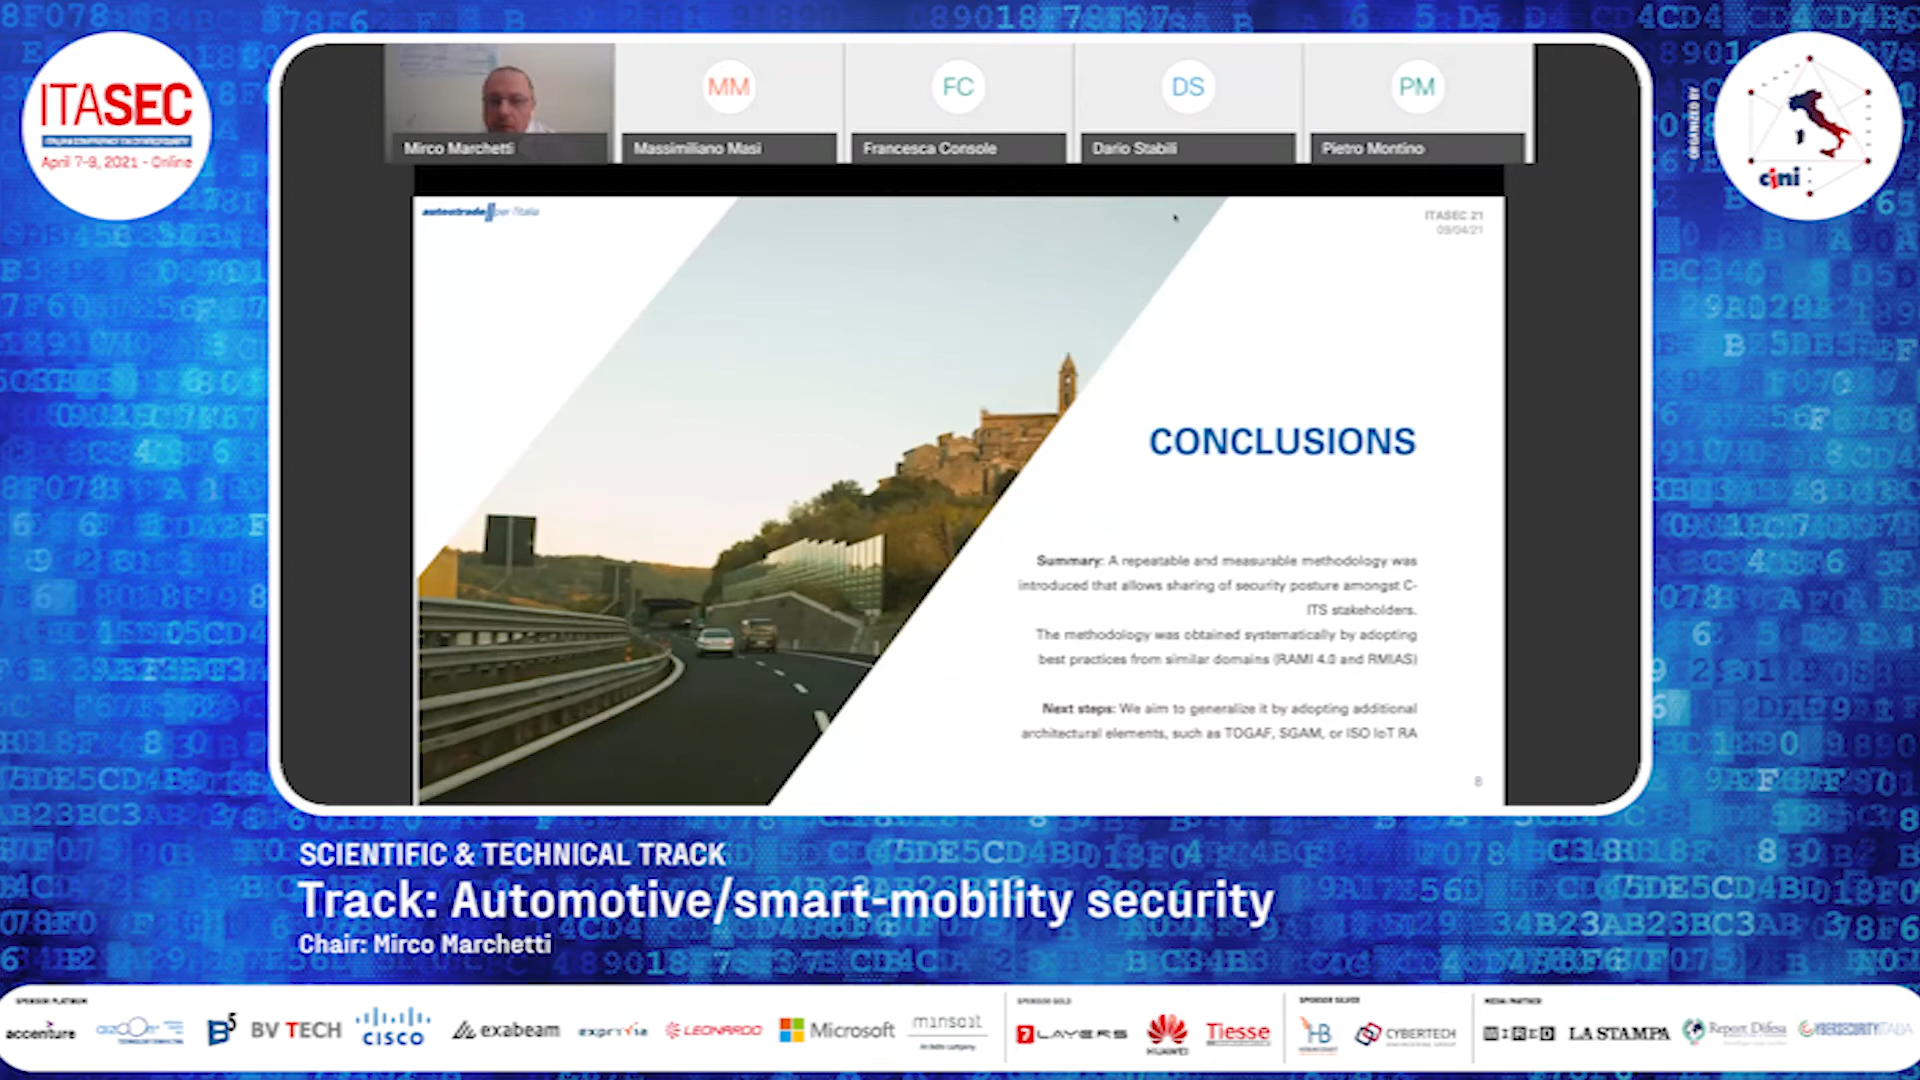 ITASEC
April 7-9, 2021 - Online
ORGANIZED BY
cini
MM
FC
DS
PM
Mirco Marchetti
Massimiliano Masi
Francesca Console
Dario Stabili
Pietro Montino
autostrade per l'italia
ITASEC 21
09/04/21
CONCLUSIONS
Summary: A repeatable and measurable methodology was
introduced that allows sharing of security posture amongst C-
ITS stakeholders.
The methodology was obtained systematically by adopting
best practices from similar domains (RAMI 4.0 and RMIAS)
Next steps: We aim to generalize it by adopting additional
architectural elements, such as TOGAF, SGAM, or ISO IoT RA
8
SCIENTIFIC & TECHNICAL TRACK
Track: Automotive/smart-mobility security
Chair: Mirco Marchetti
SPONSOR PLATINUM
SPONSOR GOLD
SPONSOR SILVER
MEDIA PARTNER
accenture
B5
BV TECH
CISCO
exabeam
exprivia
LEONARDO
Microsoft
minsait
An Indra company
7LAYERS
HUAWEI
Tiesse
HB
CYBERTECH
WIRED
LA STAMPA
Report Difesa
CYBERSECURITYITALIA